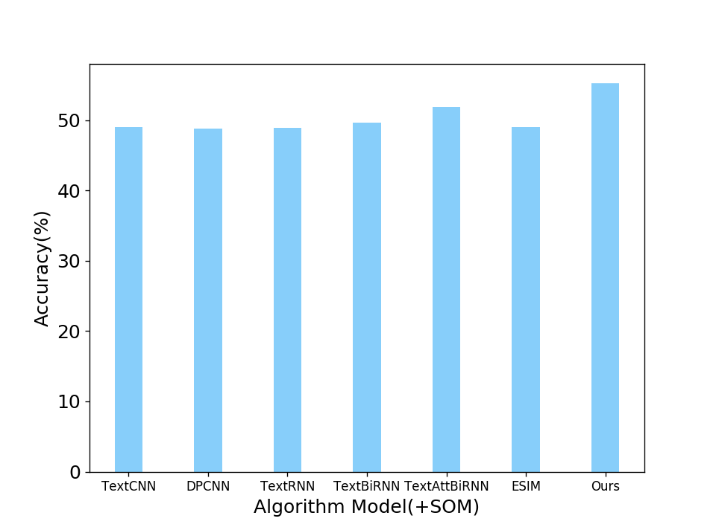 50
40
30
20
10
0
Accuracy(%)
TextCNN DPCNN TextRNN TextBiRNN TextAttBiRNN ESIM Ours
Algorithm Model(+SOM)